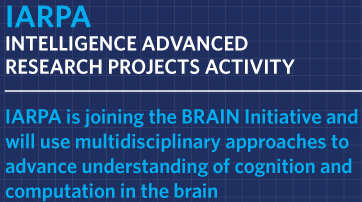 IARPA
INTELLIGENCE ADVANCED
RESEARCH PROJECTS ACTIVITY
IARPA is joining the BRAIN Initiative and
will use multidisciplinary approaches to
advance understanding of cognition and
computation in the brain